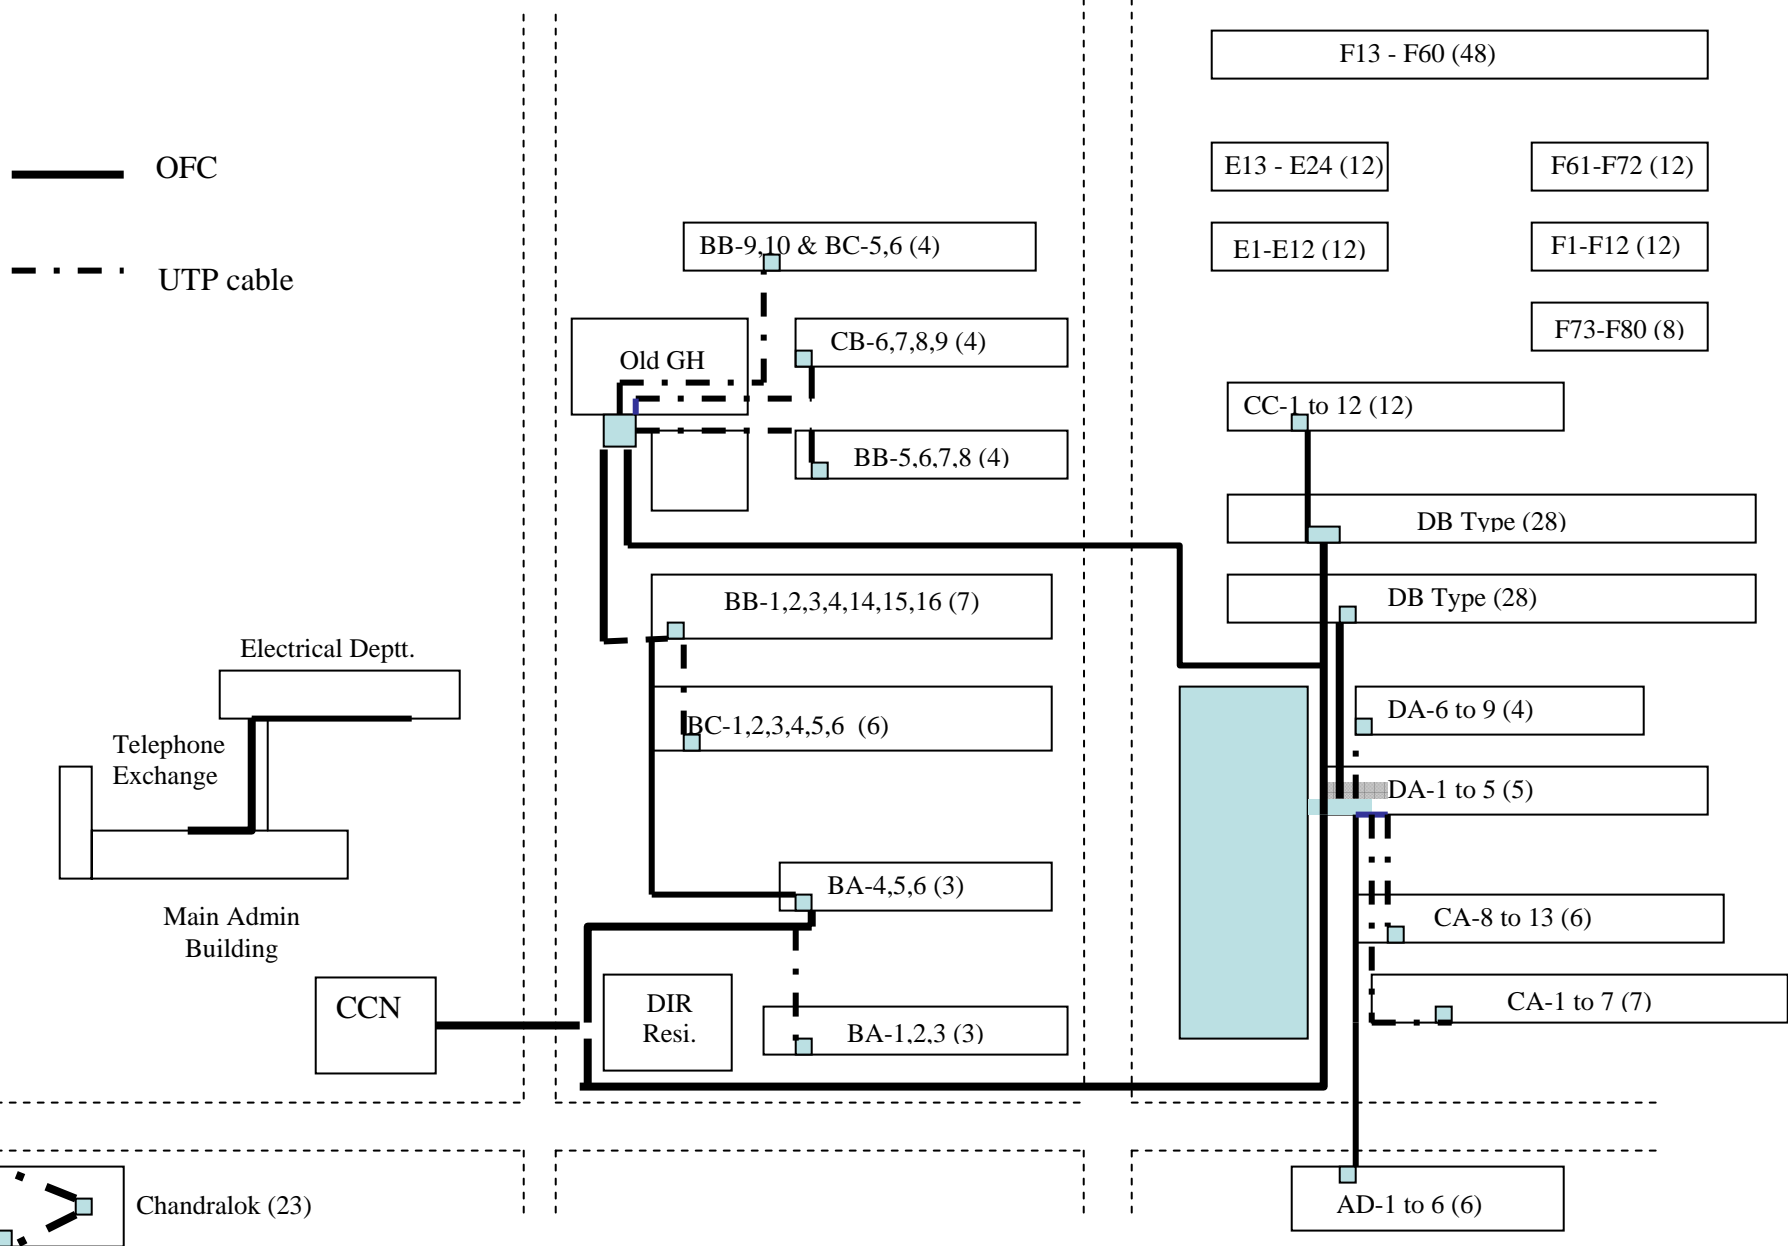 F13 - F60 (48)
OFC
E13 - E24 (12)
F61-F72 (12)
BB-9,10 & BC-5,6 (4)
E1-E12 (12)
F1-F12 (12)
UTP cable
F73-F80 (8)
CB-6,7,8,9 (4)
Old GH
CC-1 to 12 (12)
BB-5,6,7,8 (4)
DB Type (28)
BB-1,2,3,4,14,15,16 (7)
DB Type (28)
Electrical Deptt.
DA-6 to 9 (4)
BC-1,2,3,4,5,6 (6)
Telephone
Exchange
DA-1 to 5 (5)
BA-4,5,6 (3)
Main Admin
Building
CA-8 to 13 (6)
CCN
DIR
Resi.
CA-1 to 7 (7)
BA-1,2,3 (3)
Chandralok (23)
AD-1 to 6 (6)